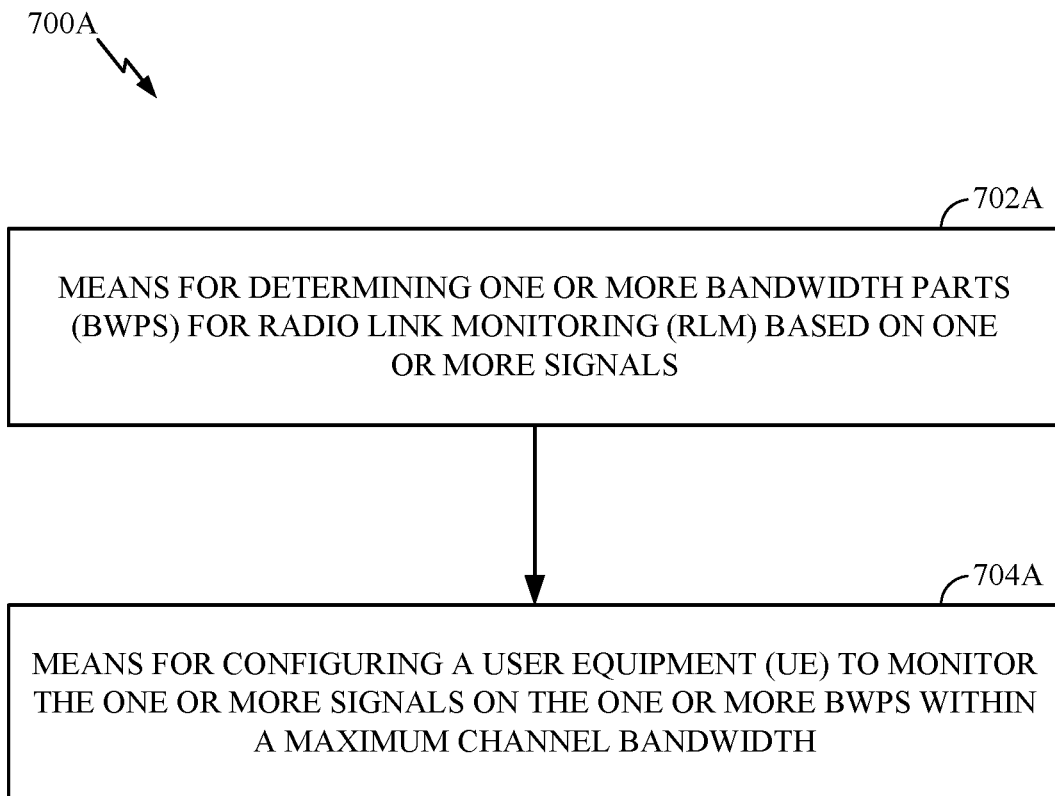 700A
702A
MEANS FOR DETERMINING ONE OR MORE BANDWIDTH PARTS
(BWPS) FOR RADIO LINK MONITORING (RLM) BASED ON ONE
OR MORE SIGNALS
704A
MEANS FOR CONFIGURING A USER EQUIPMENT (UE) TO MONITOR
THE ONE OR MORE SIGNALS ON THE ONE OR MORE BWPS WITHIN
A MAXIMUM CHANNEL BANDWIDTH